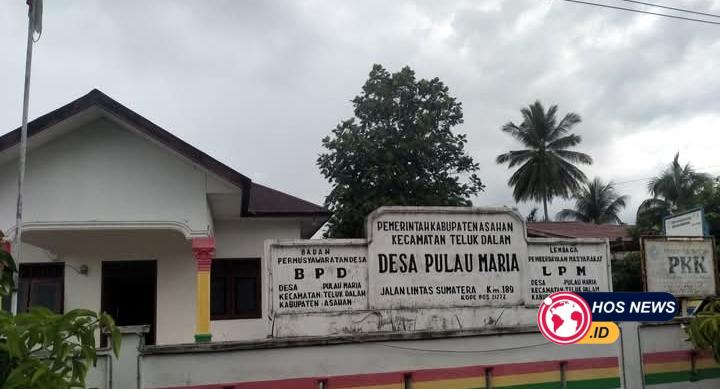 BADAN
PERMUSYAWARATAN DESA
BPD
DESA : PULAU MARIA
KECAMATAN : TELUK DALAM
KABUPATEN : ASAHAN
PEMERINTAH KABUPATEN ASAHAN
KECAMATAN TELUK DALAM
DESA PULAU MARIA
JALAN LINTAS SUMATERA Km.189
KODE POS 21272
LEMBAGA
PEMBERDAYAAN MASYARAKAT
LPM
DESA : PULAU MARIA
KECAMATAN : TELUK DALAM
KABUPATEN
PKK
HOS NEWS
.ID